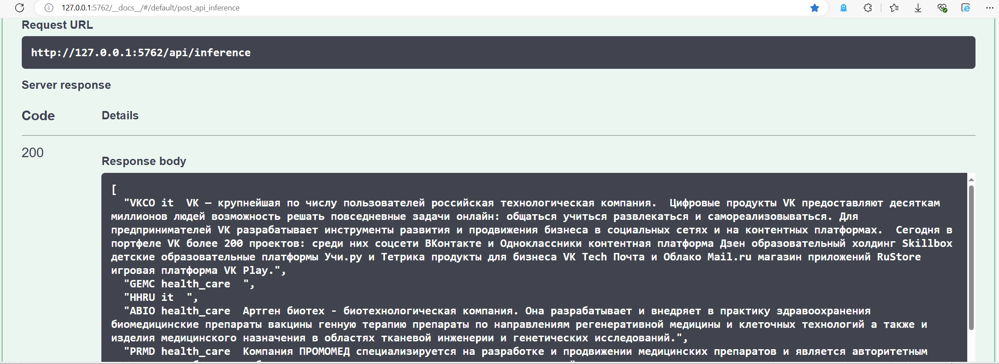 127.0.0.1:5762/__docs__/#/default/post_api_inference
Request URL
http://127.0.0.1:5762/api/inference
Server response
Code Details
200
Response body
[
"VKCO it  VK – крупнейшая по числу пользователей российская технологическая компания.  Цифровые продукты VK предоставляют десяткам
миллионов людей возможность решать повседневные задачи онлайн: общаться учиться развлекаться и самореализовываться. Для
предпринимателей VK разрабатывает инструменты развития и продвижения бизнеса в социальных сетях и на контентных платформах.  Сегодня в
портфеле VK более 200 проектов: среди них соцсети ВКонтакте и Одноклассники контентная платформа Дзен образовательный холдинг Skillbox
детские образовательные платформы Учи.ру и Тетрика продукты для бизнеса VK Tech Почта и Облако Mail.ru магазин приложений RuStore
игровая платформа VK Play.",
"GEMC health_care  ",
"HHRU it  ",
"ABIO health_care  Артген биотех - биотехнологическая компания. Она разрабатывает и внедряет в практику здравоохранения
биомедицинские препараты вакцины генную терапию препараты по направлениям регенеративной медицины и клеточных технологий а также и
изделия медицинского назначения в областях тканевой инженерии и генетических исследований.",
"PRMD health_care  Компания ПРОМОМЕД специализируется на разработке и продвижении медицинских препаратов и является авторитетным